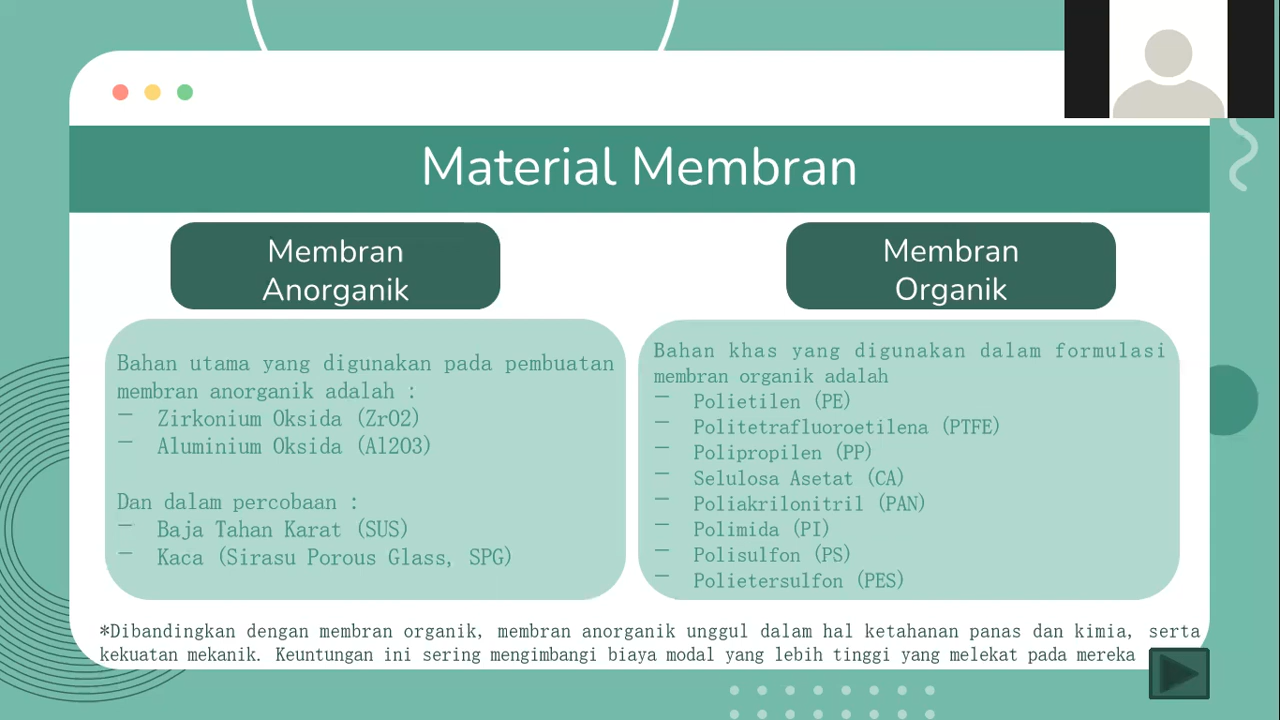 Material Membran
Membran
Anorganik
Bahan utama yang digunakan pada pembuatan
membran anorganik adalah :
— Zirkonium Oksida (ZrO2)
— Aluminium Oksida (Al2O3)
Dan dalam percobaan :
— Baja Tahan Karat (SUS)
— Kaca (Sirasu Porous Glass, SPG)
Membran
Organik
Bahan khas yang digunakan dalam formulasi
membran organik adalah
— Polietilen (PE)
— Politetrafluoroetilena (PTFE)
— Polipropilen (PP)
— Selulosa Asetat (CA)
— Poliakrilonitril (PAN)
— Polimida (PI)
— Polisulfon (PS)
— Polietersulfon (PES)
*Dibandingkan dengan membran organik, membran anorganik unggul dalam hal ketahanan panas dan kimia, serta
kekuatan mekanik. Keuntungan ini sering mengimbangi biaya modal yang lebih tinggi yang melekat pada mereka